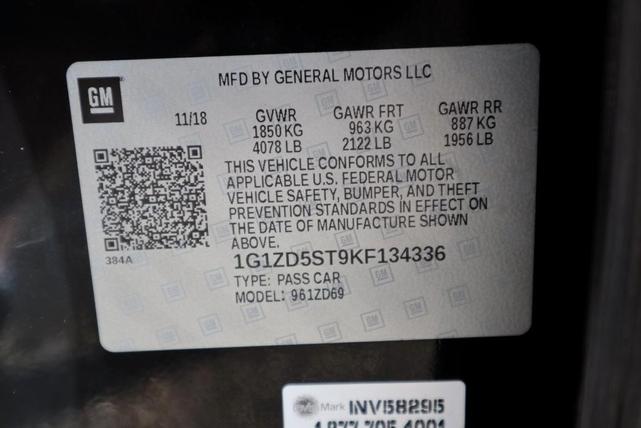 MFD BY GENERAL MOTORS LLC
GM
11/18 GVWR GAWR FRT GAWR RR
1850 KG 963 KG 887 KG
4078 LB 2122 LB 1956 LB
THIS VEHICLE CONFORMS TO ALL
APPLICABLE U.S. FEDERAL MOTOR
VEHICLE SAFETY, BUMPER, AND THEFT
PREVENTION STANDARDS IN EFFECT ON
THE DATE OF MANUFACTURE SHOWN
ABOVE.
384A
1G1ZD5ST9KF134336
TYPE: PASS CAR
MODEL: 961ZD69
Mark INV58295